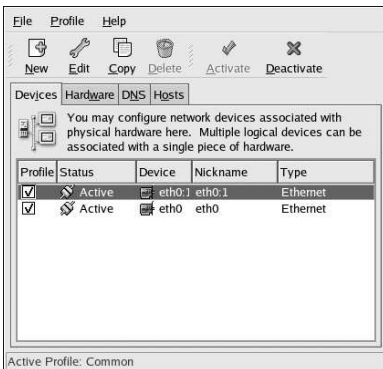 File Profile Help
New Edit Copy Delete Activate Deactivate
Devices Hardware DNS Hosts
You may configure network devices associated with
physical hardware here. Multiple logical devices can be
associated with a single piece of hardware.
Profile Status Device Nickname Type
Active eth0:1 eth0:1 Ethernet
Active eth0 eth0 Ethernet
Active Profile: Common